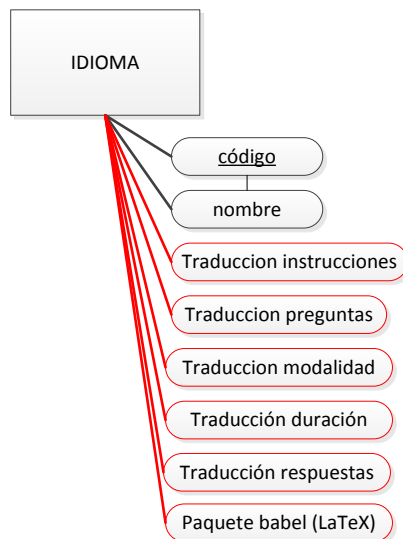 IDIOMA
código
nombre
Traduccion instrucciones
Traduccion preguntas
Traduccion modalidad
Traducción duración
Traducción respuestas
Paquete babel (LaTeX)